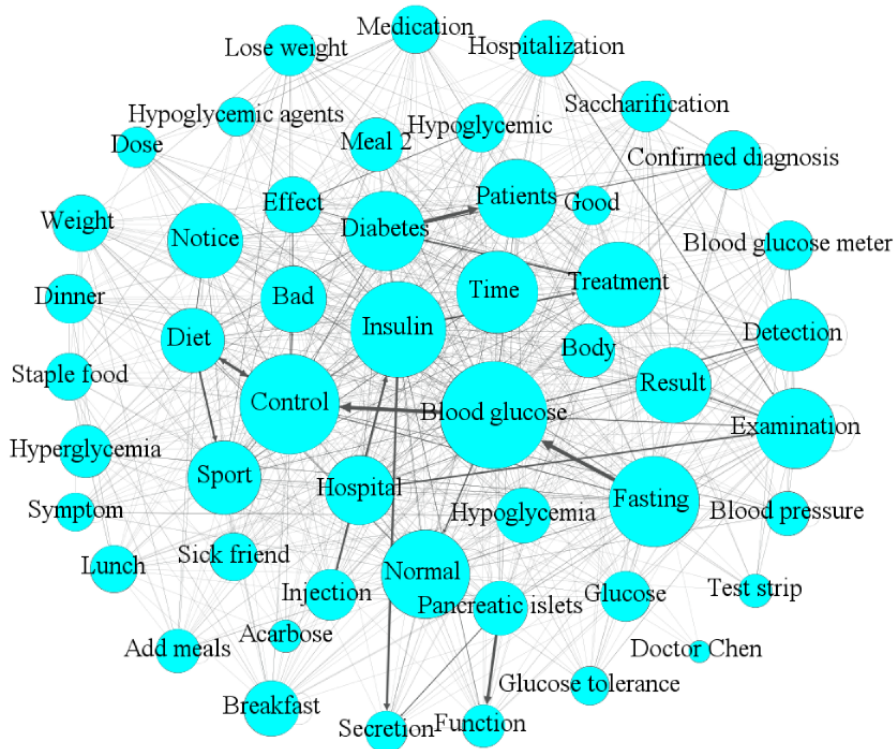 Medication
Lose weight
Hospitalization
Saccharification
Hypoglycemic agents
Hypoglycemic
Dose
Meal 2
Confirmed diagnosis
Effect
Patients
Good
Weight
Notice
Diabetes
Blood glucose meter
Treatment
Time
Dinner
Bad
Insulin
Diet
Detection
Body
Staple food
Result
Control
Blood glucose
Examination
Hyperglycemia
Sport
Hospital
Fasting
Symptom
Hypoglycemia
Blood pressure
Lunch
Sick friend
Normal
Injection
Pancreatic islets
Glucose
Test strip
Acarbose
Add meals
Doctor Chen
Glucose tolerance
Breakfast
Secretion
Function